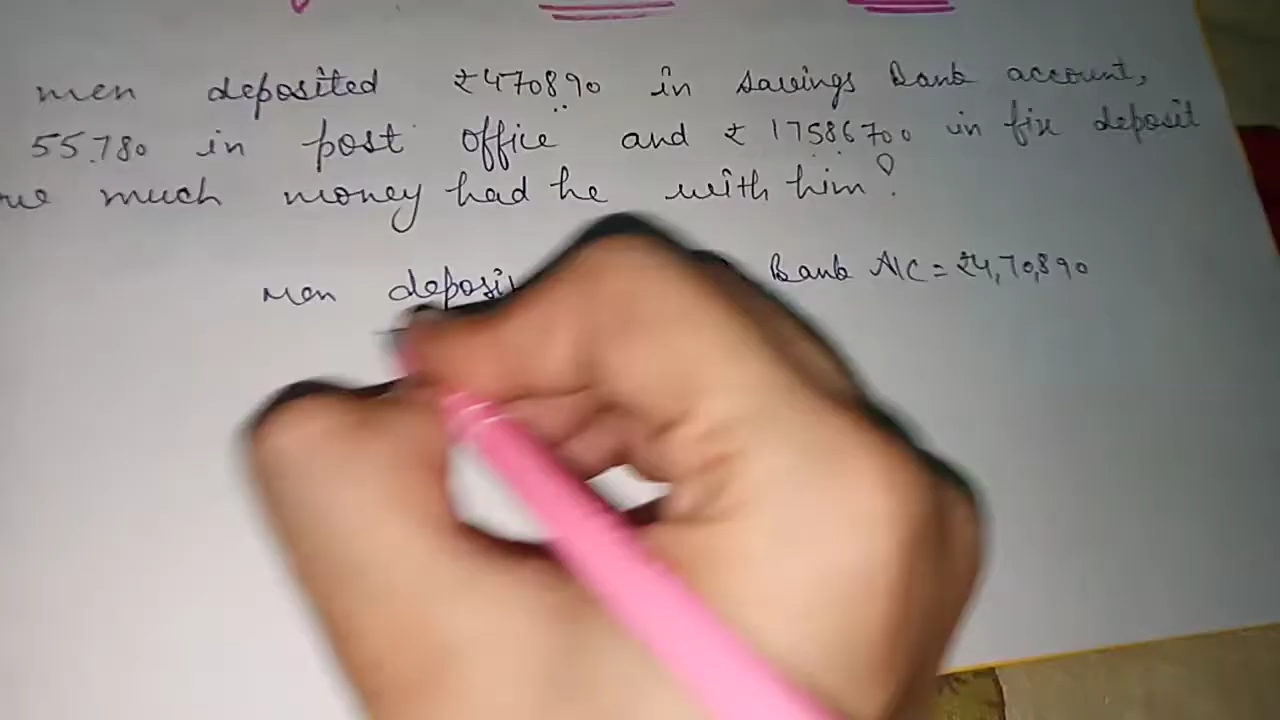 men deposited ₹470890 in savings Bank account,
55780 in post office and ₹ 17586700 in fix deposit
much money had he with him?
Men Bank A/C = ₹4,70,890